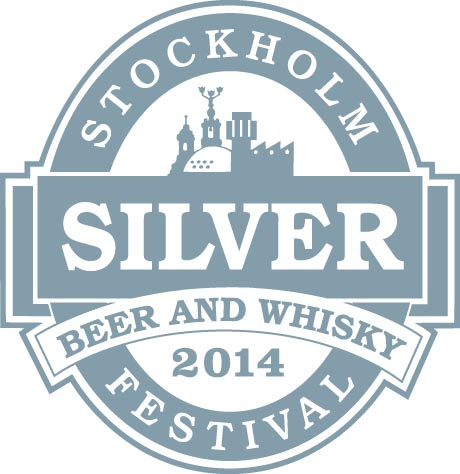 STOCKHOLM
SILVER
BEER AND WHISKY
2014
FESTIVAL